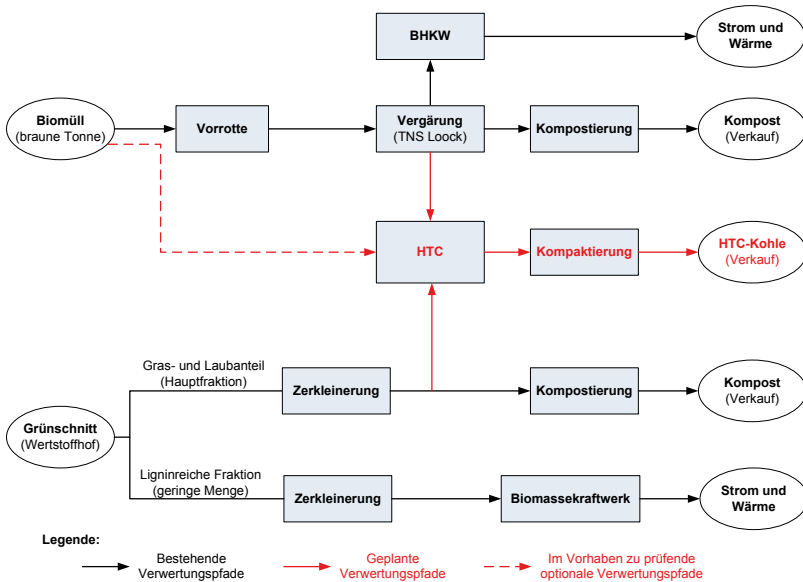 BHKW
Strom und
Wärme
Biomüll
(braune Tonne)
Vorrotte
Vergärung
(TNS Loock)
Kompostierung
Kompost
(Verkauf)
HTC
Kompaktierung
HTC-Kohle
(Verkauf)
Gras- und Laubanteil
(Hauptfraktion)
Zerkleinerung
Kompostierung
Kompost
(Verkauf)
Grünschnitt
(Wertstoffhof)
Ligninreiche Fraktion
(geringe Menge)
Zerkleinerung
Biomassekraftwerk
Strom und
Wärme
Legende:
Bestehende
Verwertungspfade
Geplante
Verwertungspfade
Im Vorhaben zu prüfende
optionale Verwertungspfade